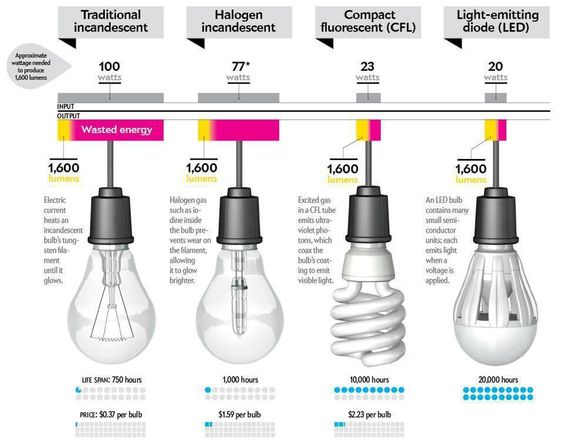 Traditional
incandescent
Halogen
incandescent
Compact
fluorescent (CFL)
Light-emitting
diode (LED)
Approximate
wattage needed
to produce
1,600 lumens
100
watts
77*
watts
23
watts
20
watts
INPUT
OUTPUT
Wasted energy
1,600
lumens
1,600
lumens
1,600
lumens
1,600
lumens
Electric
current
heats an
incandescent
bulb's tung-
sten fila-
ment
until it
glows.
Halogen gas
such as io-
dine inside
the bulb pre-
vents wear on
the filament,
allowing
it to glow
brighter.
Excited gas
in a CFL tube
emits ultra-
violet pho-
tons, which
coax the
bulb's coat-
ing to emit
visible light.
An LED bulb
contains many
small semi-
conductor
units; each
emits light
when a
voltage is
applied.
LIFE SPAN: 750 hours
1,000 hours
10,000 hours
20,000 hours
PRICE: $0.37 per bulb
$1.59 per bulb
$2.23 per bulb